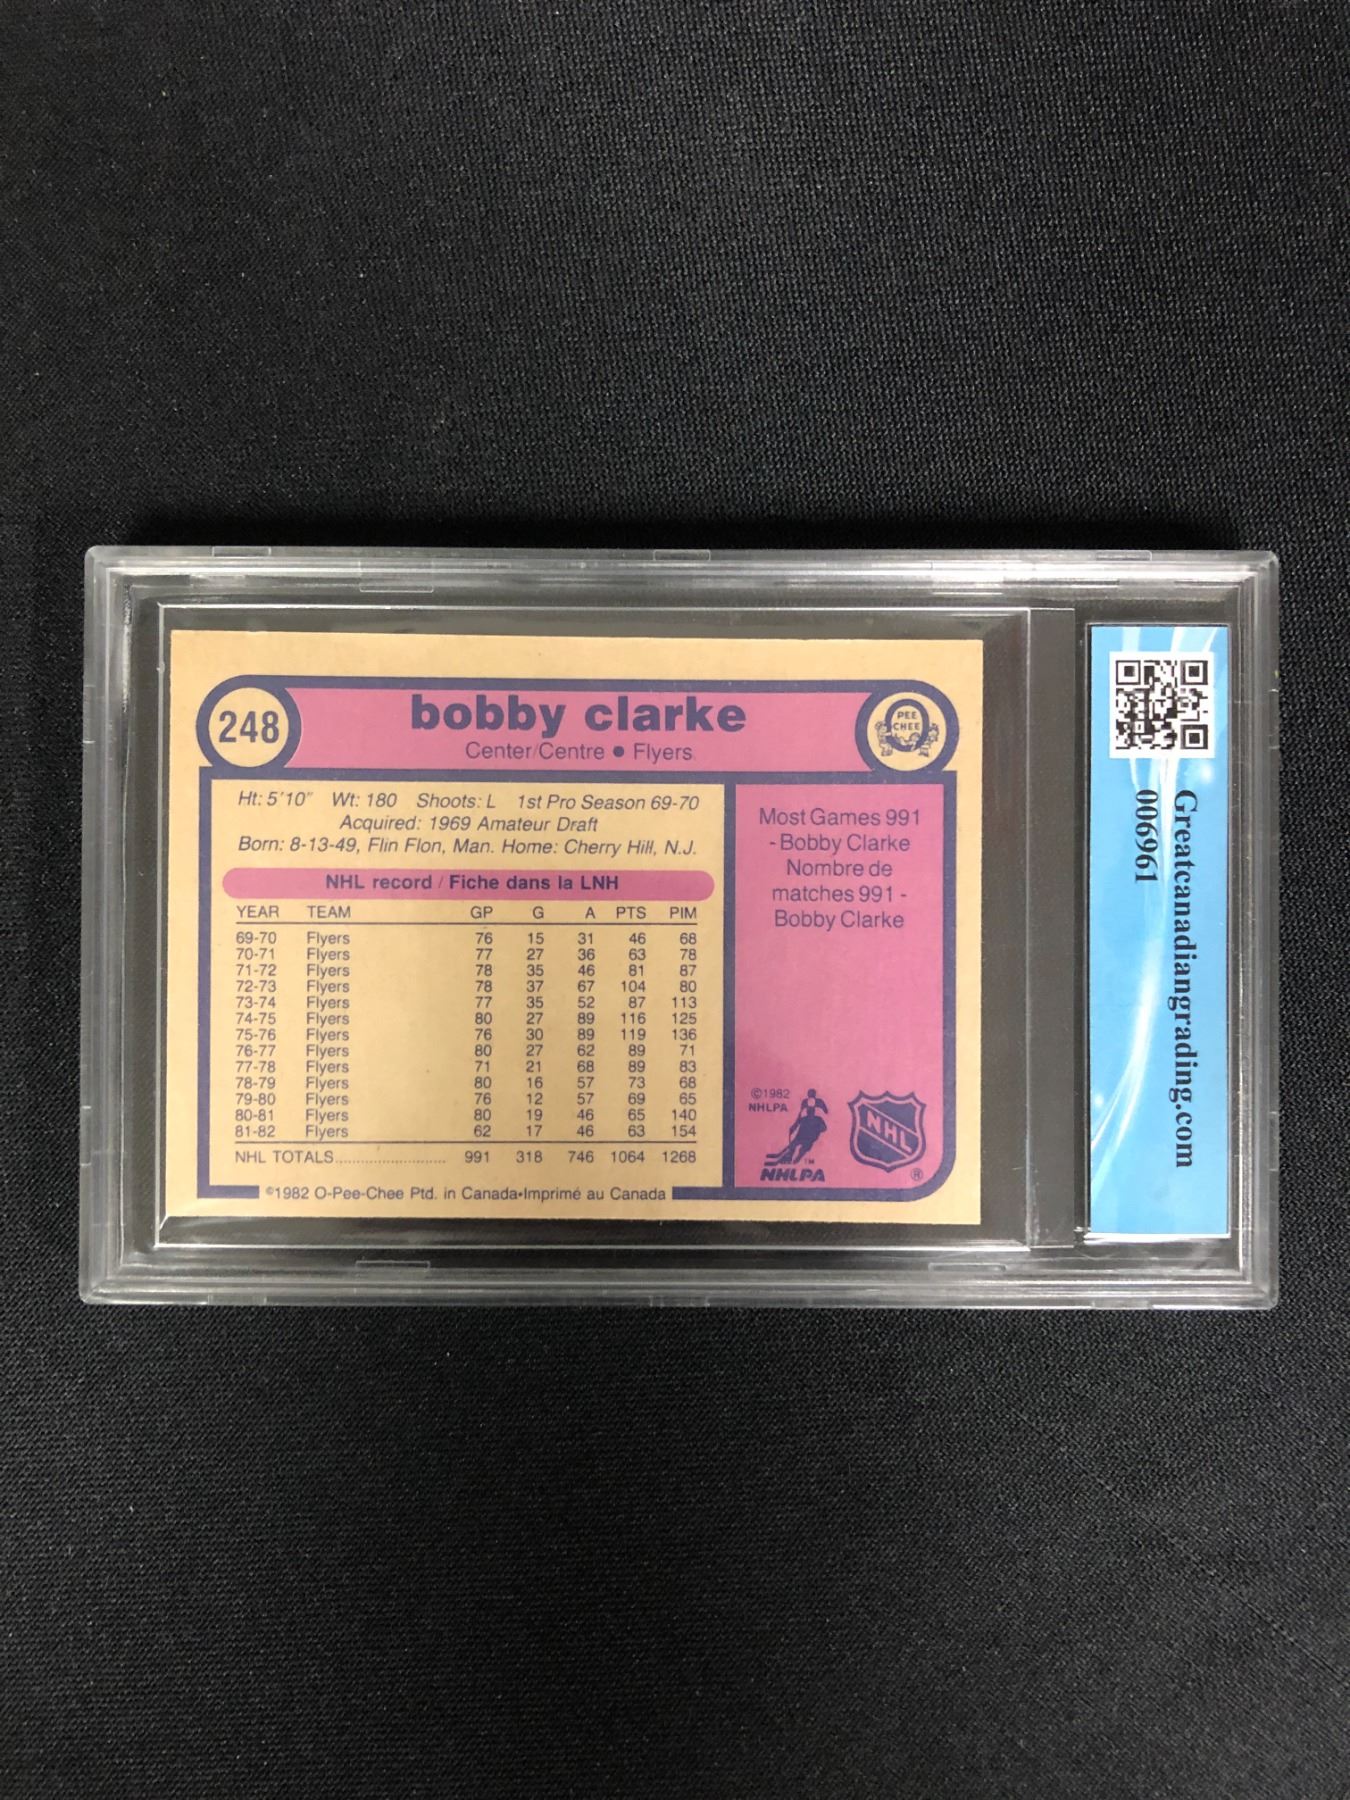 248
bobby clarke
Center/Centre • Flyers
PEE
CHEE
Ht: 5'10" Wt: 180 Shoots: L 1st Pro Season 69-70
Acquired: 1969 Amateur Draft
Born: 8-13-49, Flin Flon, Man. Home: Cherry Hill, N.J.
NHL record / Fiche dans la LNH
YEAR TEAM GP G A PTS PIM
69-70 Flyers 76 15 31 46 68
70-71 Flyers 77 27 36 63 78
71-72 Flyers 78 35 46 81 87
72-73 Flyers 78 37 67 104 80
73-74 Flyers 77 35 52 87 113
74-75 Flyers 80 27 89 116 125
75-76 Flyers 76 30 89 119 136
76-77 Flyers 80 27 62 89 71
77-78 Flyers 71 21 68 89 83
78-79 Flyers 80 16 57 73 68
79-80 Flyers 76 12 57 69 65
80-81 Flyers 80 19 46 65 140
81-82 Flyers 62 17 46 63 154
NHL TOTALS........................ 991 318 746 1064 1268
©1982 O-Pee-Chee Ptd. in Canada•Imprimé au Canada
Most Games 991
- Bobby Clarke
Nombre de
matches 991 -
Bobby Clarke
©1982
NHLPA
TM
NHLPA
NHL
®
Greatcanadiangrading.com
006961